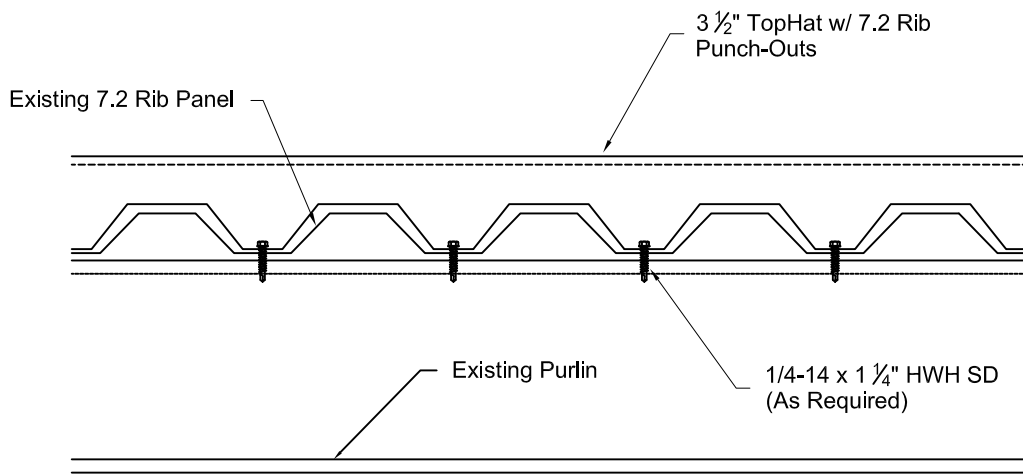 3 ½" TopHat w/ 7.2 Rib
Punch-Outs
Existing 7.2 Rib Panel
Existing Purlin
1/4-14 x 1 ¼" HWH SD
(As Required)